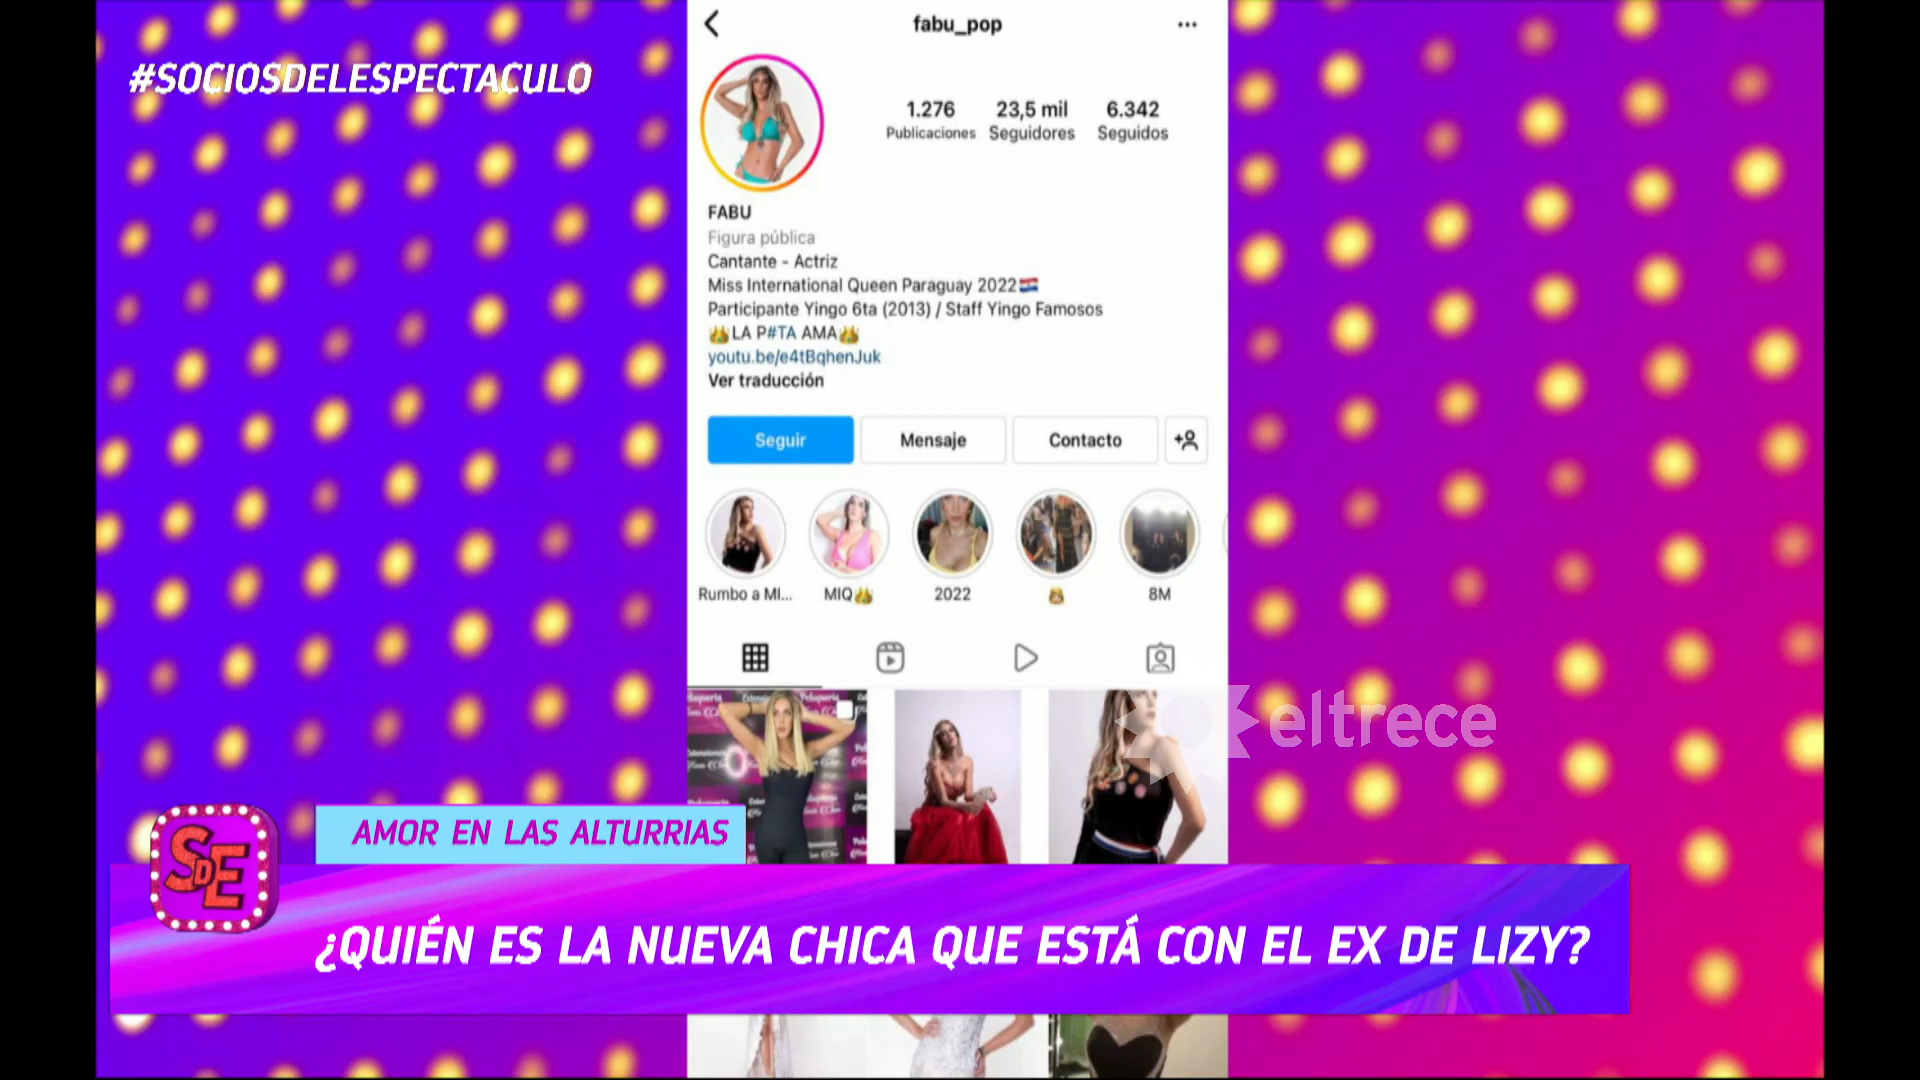 #SOCIOSDELESPECTACULO
fabu_pop
1.276 23,5 mil 6.342
Publicaciones Seguidores Seguidos
FABU
Figura pública
Cantante - Actriz
Miss International Queen Paraguay 2022🇵🇾
Participante Yingo 6ta (2013) / Staff Yingo Famosos
👑LA P#TA AMA👑
youtu.be/e4tBqhenJuk
Ver traducción
Seguir Mensaje Contacto
Rumbo a MI... MIQ👑 2022 👸 8M
eltrece
AMOR EN LAS ALTURRIAS
SDE
¿QUIÉN ES LA NUEVA CHICA QUE ESTÁ CON EL EX DE LIZY?